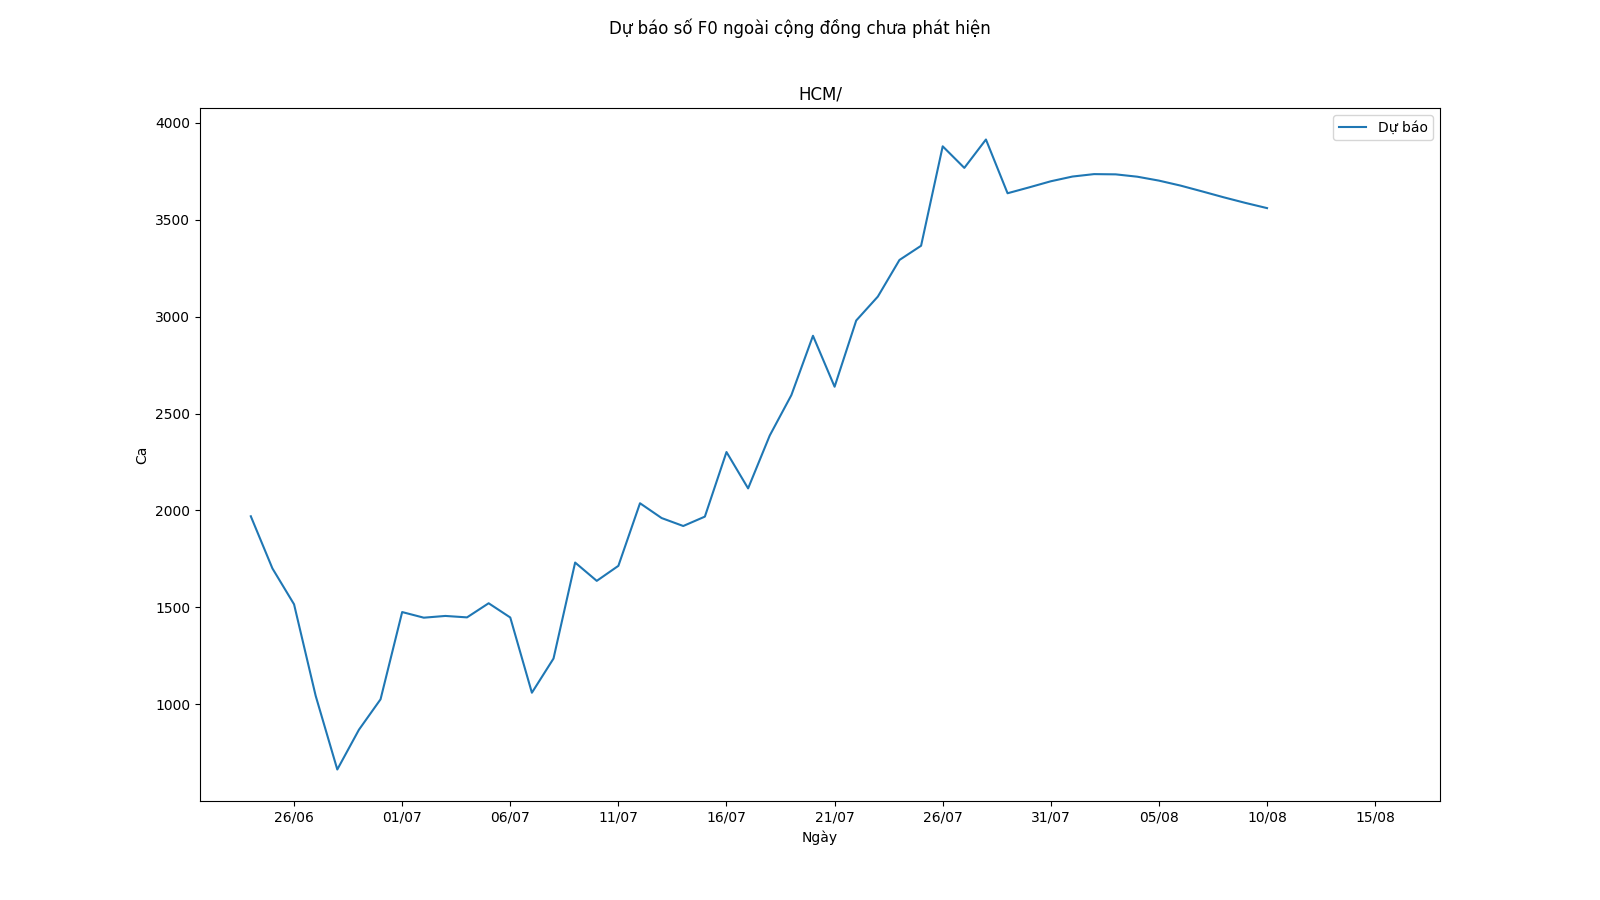 Dự báo số F0 ngoài cộng đồng chưa phát hiện
HCM/
Dự báo
4000
3500
3000
2500
2000
1500
1000
Ca
26/06 01/07 06/07 11/07 16/07 21/07 26/07 31/07 05/08 10/08 15/08
Ngày